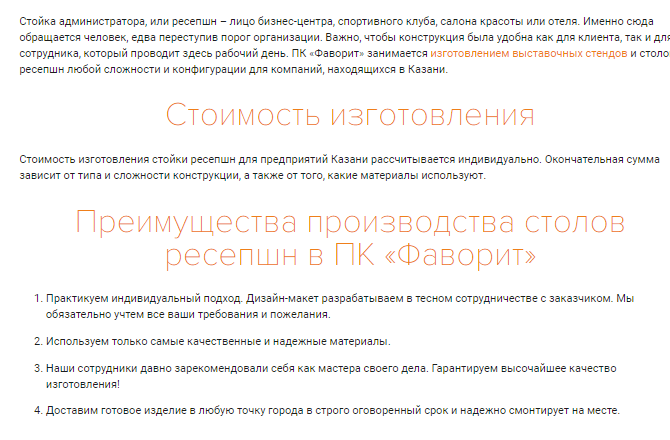 Стойка администратора, или ресепшн – лицо бизнес-центра, спортивного клуба, салона красоты или отеля. Именно сюда
обращается человек, едва переступив порог организации. Важно, чтобы конструкция была удобна как для клиента, так и для
сотрудника, который проводит здесь рабочий день. ПК «Фаворит» занимается изготовлением выставочных стендов и столо
ресепшн любой сложности и конфигурации для компаний, находящихся в Казани.
Стоимость изготовления
Стоимость изготовления стойки ресепшн для предприятий Казани рассчитывается индивидуально. Окончательная сумма
зависит от типа и сложности конструкции, а также от того, какие материалы используют.
Преимущества производства столов
ресепшн в ПК «Фаворит»
1. Практикуем индивидуальный подход. Дизайн-макет разрабатываем в тесном сотрудничестве с заказчиком. Мы
обязательно учтем все ваши требования и пожелания.
2. Используем только самые качественные и надежные материалы.
3. Наши сотрудники давно зарекомендовали себя как мастера своего дела. Гарантируем высочайшее качество
изготовления!
4. Доставим готовое изделие в любую точку города в строго оговоренный срок и надежно смонтирует на месте.